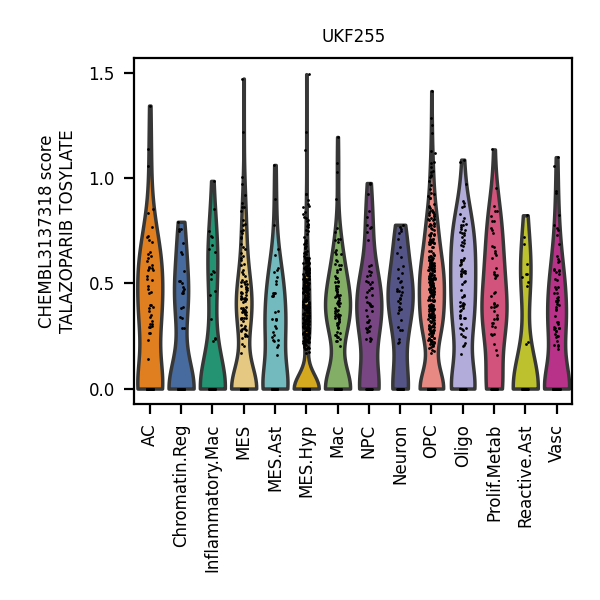 UKF255
CHEMBL3137318 score
TALAZOPARIB TOSYLATE
1.5
1.0
0.5
0.0
AC
Chromatin.Reg
Inflammatory.Mac
MES
MES.Ast
MES.Hyp
Mac
NPC
Neuron
OPC
Oligo
Prolif.Metab
Reactive.Ast
Vasc